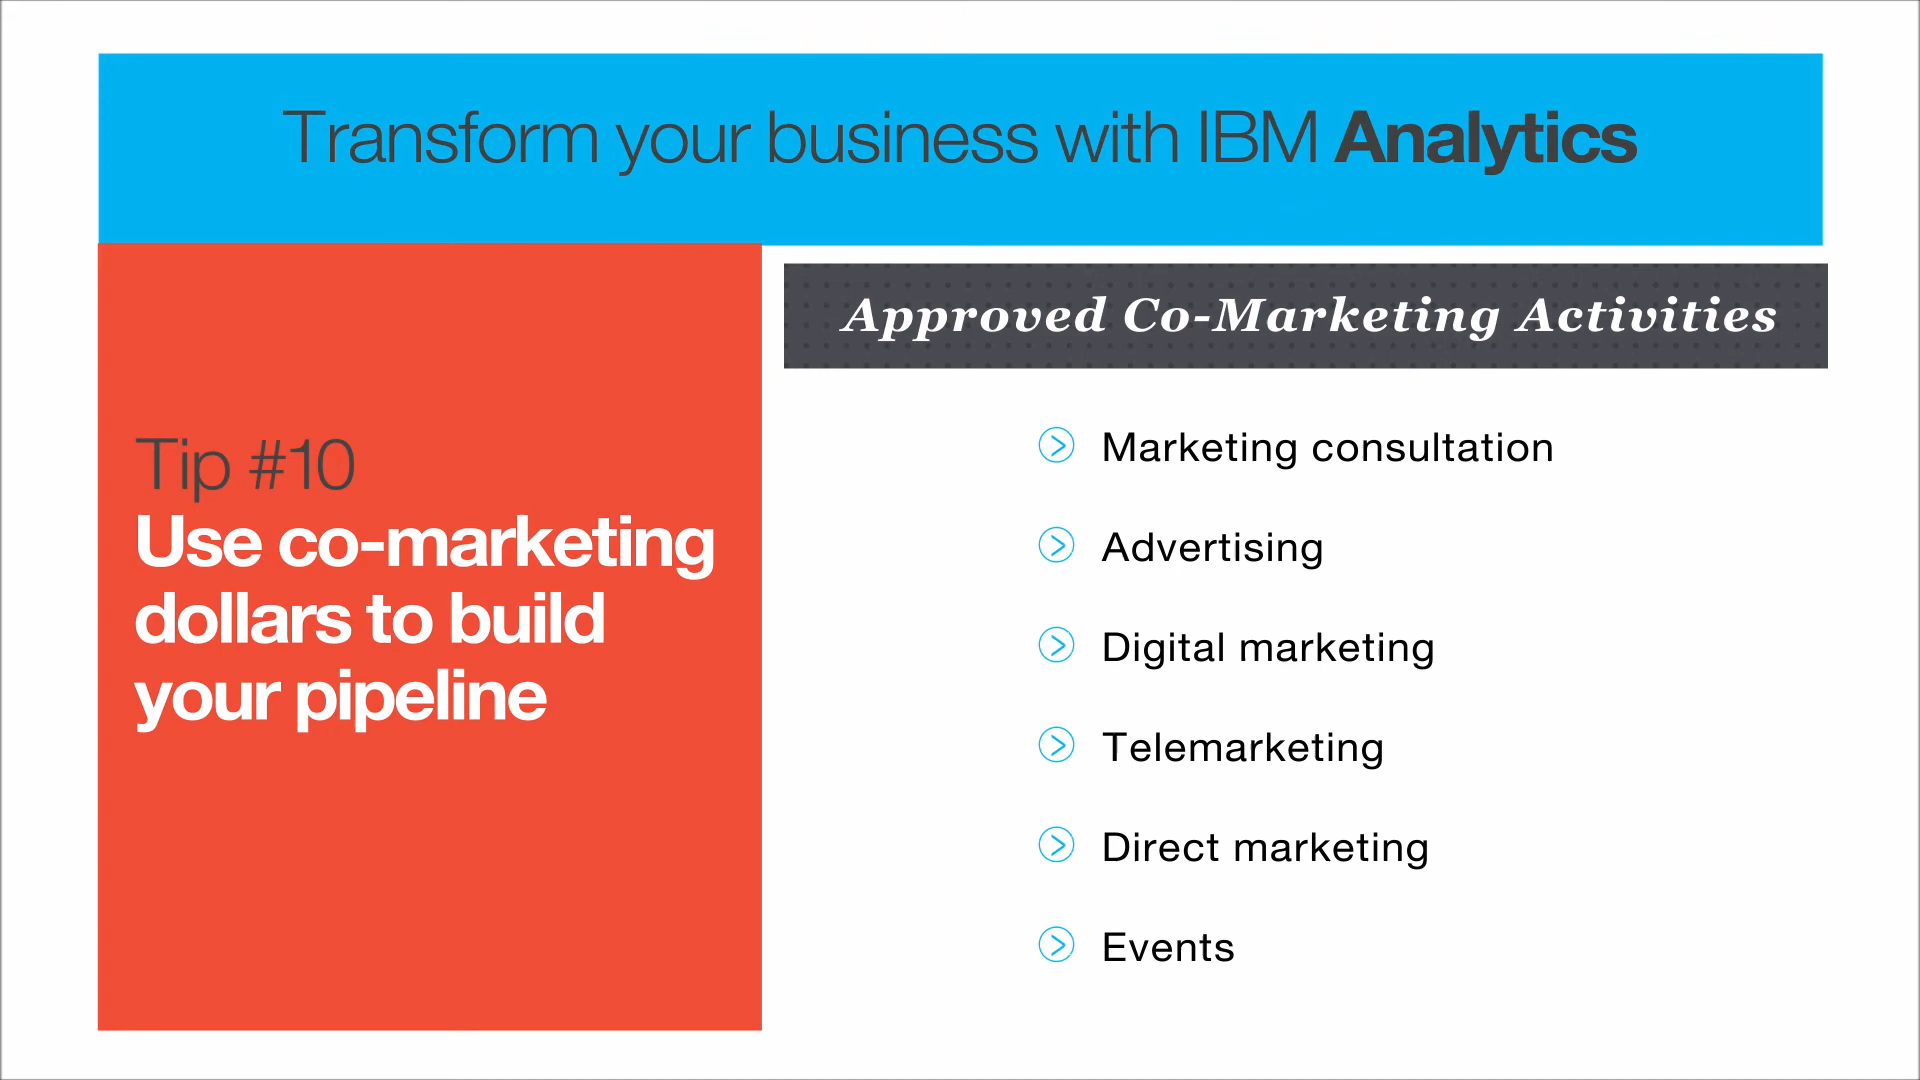 Transform your business with IBM Analytics
Tip #10
Use co-marketing
dollars to build
your pipeline
Approved Co-Marketing Activities
Marketing consultation
Advertising
Digital marketing
Telemarketing
Direct marketing
Events